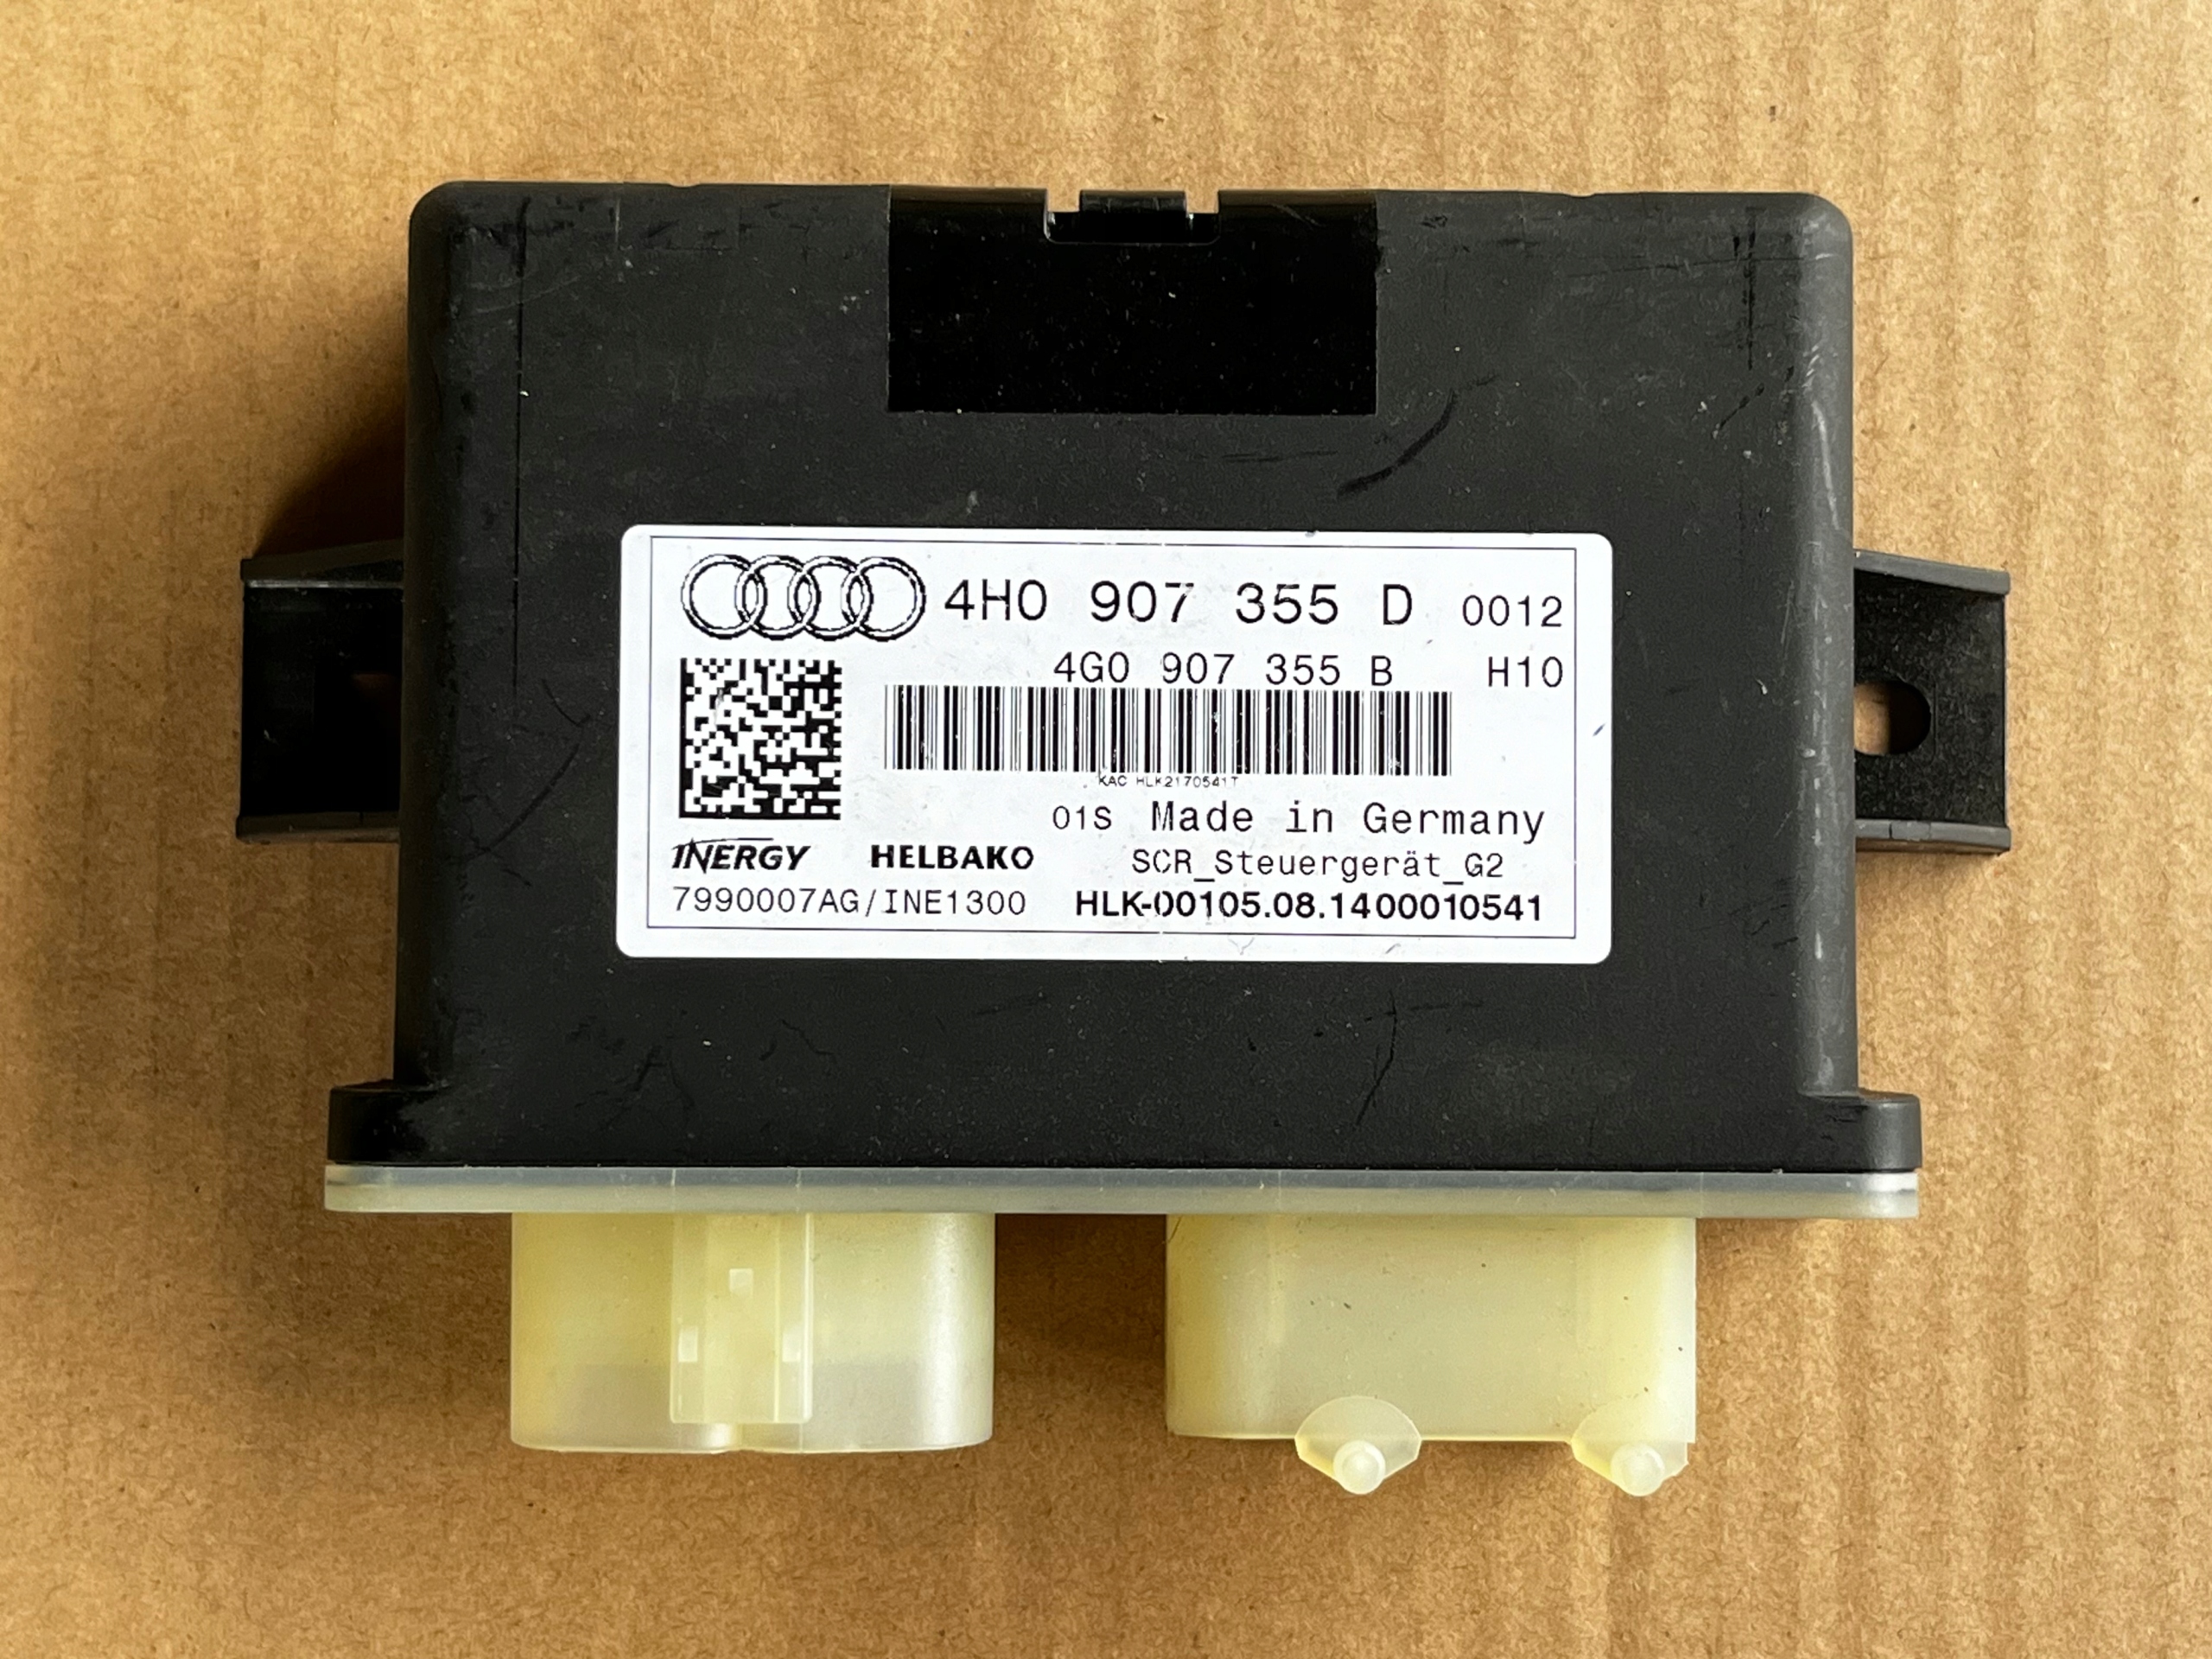 4H0 907 355 D 0012
4G0 907 355 B H10
KAC HLK2170541T
01S Made in Germany
INERGY HELBAKO SCR_Steuergerät_G2
7990007AG/INE1300 HLK-00105.08.1400010541